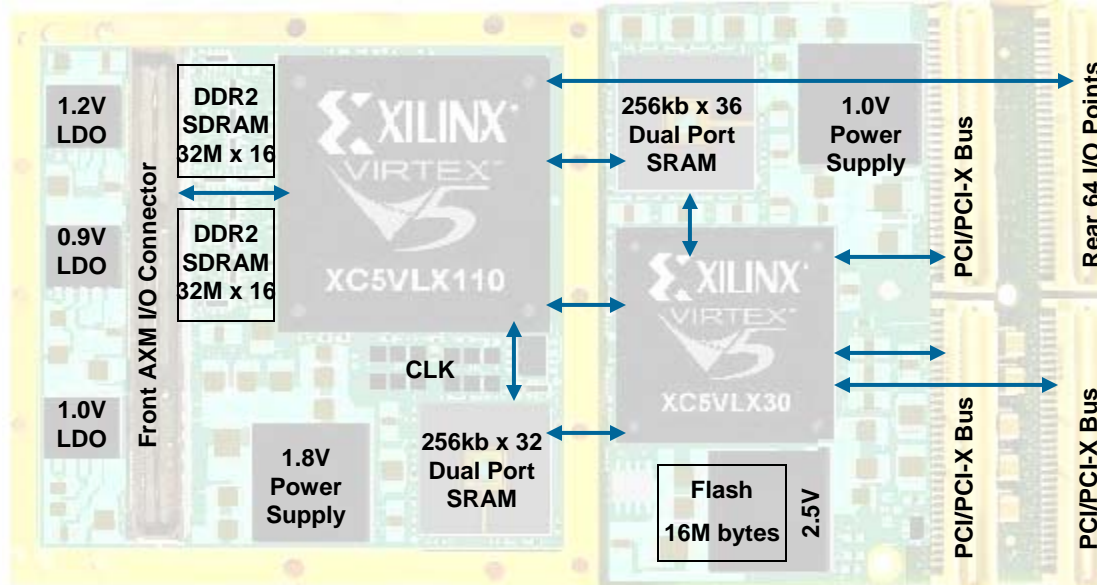 1.2V
LDO
0.9V
LDO
1.0V
LDO
Front AXM I/O Connector
DDR2
SDRAM
32M x 16
DDR2
SDRAM
32M x 16
XILINX
VIRTEX
5
XC5VLX110
CLK
1.8V
Power
Supply
256kb x 32
Dual Port
SRAM
256kb x 36
Dual Port
SRAM
1.0V
Power
Supply
XILINX
VIRTEX
5
XC5VLX30
Flash
16M bytes
2.5V
PCI/PCI-X Bus
PCI/PCI-X Bus
Rear 64 I/O Points
PCI/PCI-X Bus